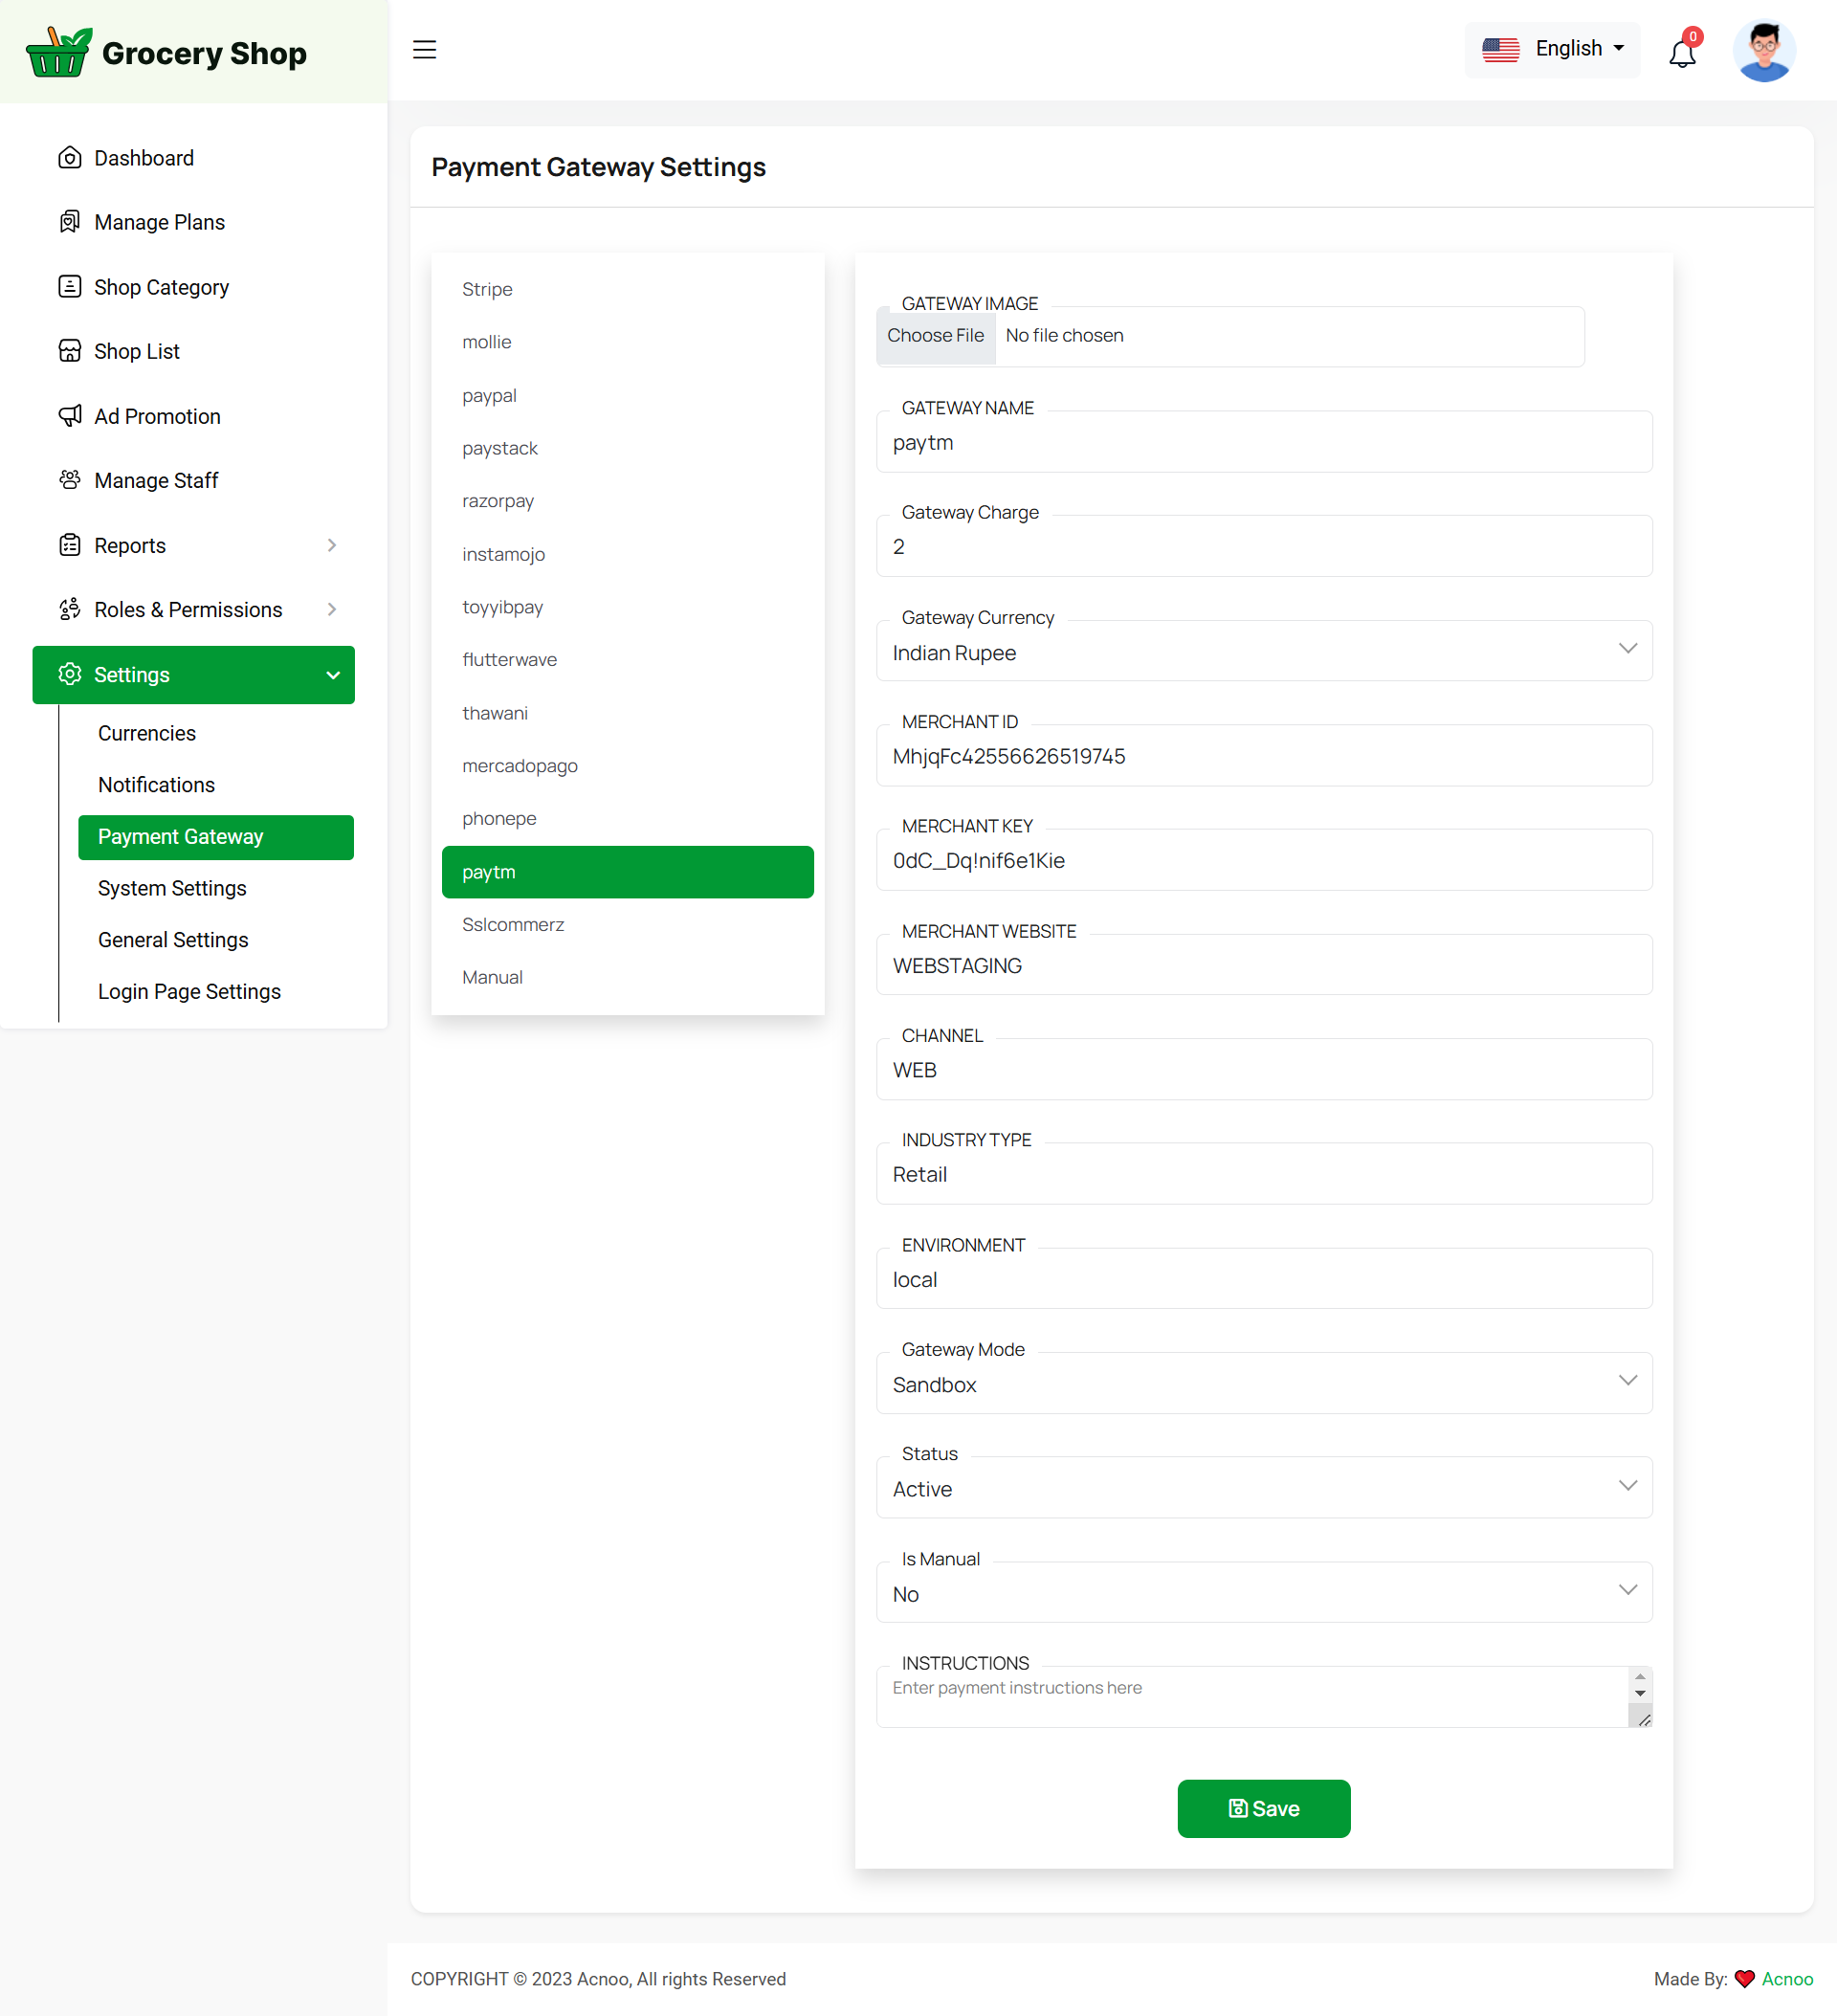 Grocery Shop
English
0
Dashboard
Manage Plans
Shop Category
Shop List
Ad Promotion
Manage Staff
Reports
Roles & Permissions
Settings
Currencies
Notifications
Payment Gateway
System Settings
General Settings
Login Page Settings
Payment Gateway Settings
Stripe
mollie
paypal
paystack
razorpay
instamojo
toyyibpay
flutterwave
thawani
mercadopago
phonepe
paytm
Sslcommerz
Manual
GATEWAY IMAGE
Choose File No file chosen
GATEWAY NAME
paytm
Gateway Charge
2
Gateway Currency
Indian Rupee
MERCHANT ID
MhjqFc42556626519745
MERCHANT KEY
0dC_Dq!nif6e1Kie
MERCHANT WEBSITE
WEBSTAGING
CHANNEL
WEB
INDUSTRY TYPE
Retail
ENVIRONMENT
local
Gateway Mode
Sandbox
Status
Active
Is Manual
No
INSTRUCTIONS
Enter payment instructions here
Save
COPYRIGHT © 2023 Acnoo, All rights Reserved
Made By: ❤️ Acnoo